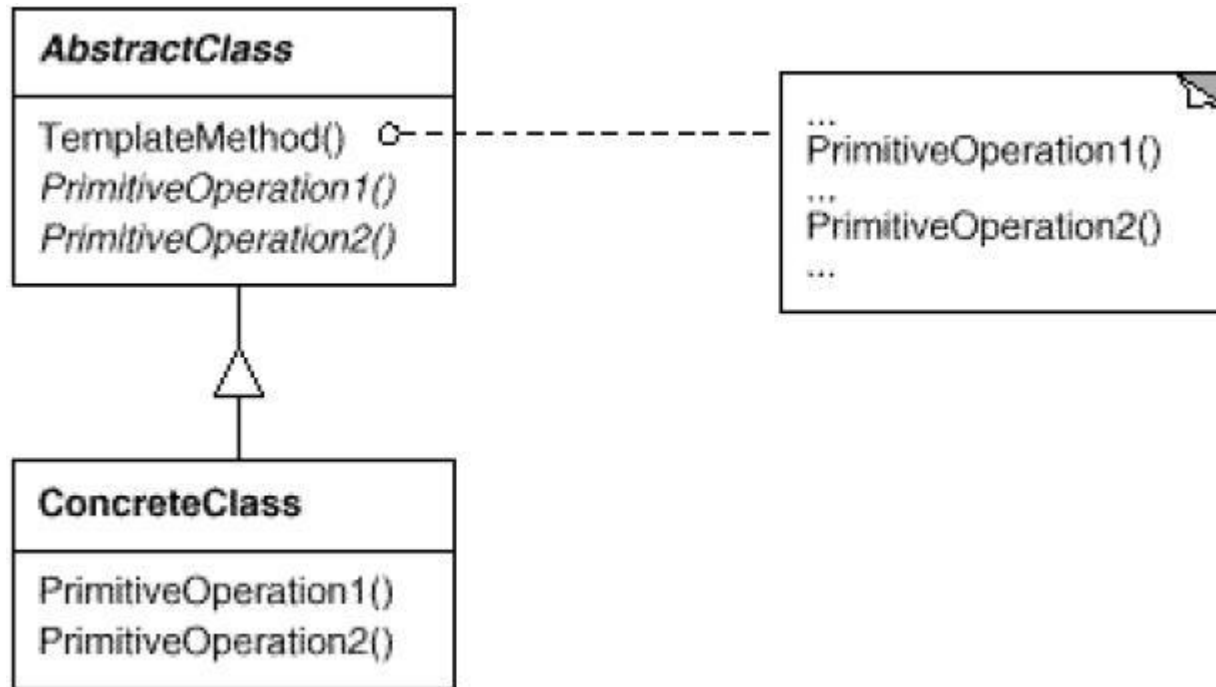 AbstractClass
TemplateMethod()
PrimitiveOperation1()
PrimitiveOperation2()
...
PrimitiveOperation1()
...
PrimitiveOperation2()
...
ConcreteClass
PrimitiveOperation1()
PrimitiveOperation2()